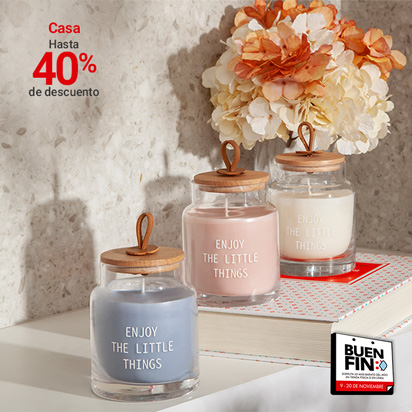 Casa
Hasta
40%
de descuento
ENJOY
THE LITTLE
THINGS
ENJOY
THE LITTLE
THINGS
ENJOY
THE LITTLE
THINGS
BUEN
FIN
9 - 20 DE NOVIEMBRE